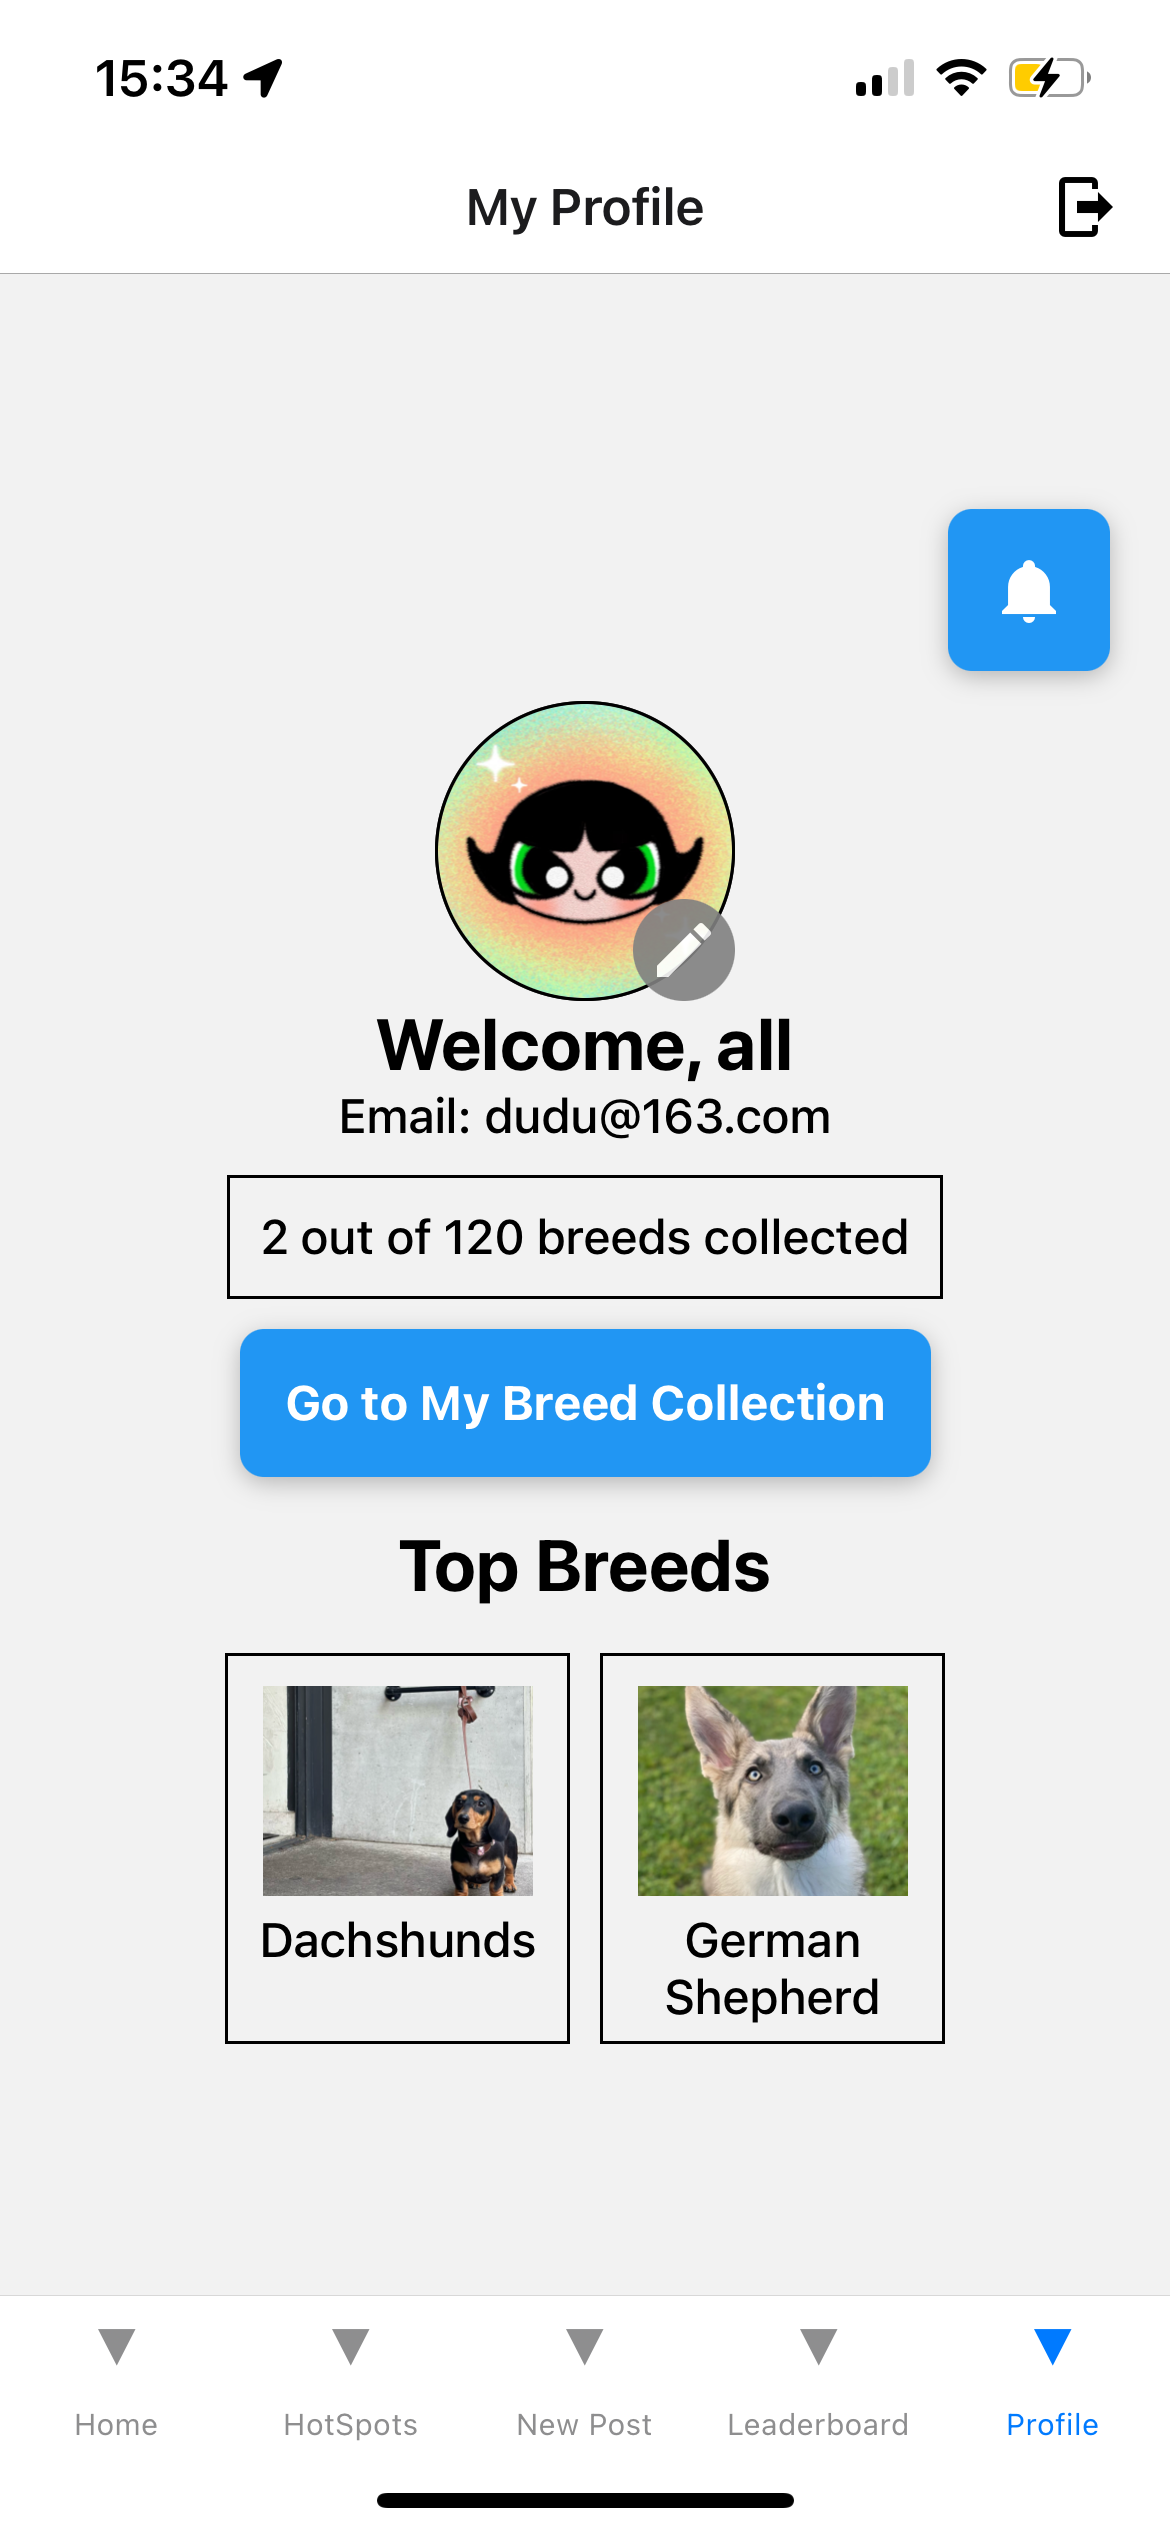 15:34
My Profile
Welcome, all
Email: dudu@163.com
2 out of 120 breeds collected
Go to My Breed Collection
Top Breeds
Dachshunds
German
Shepherd
Home
HotSpots
New Post
Leaderboard
Profile